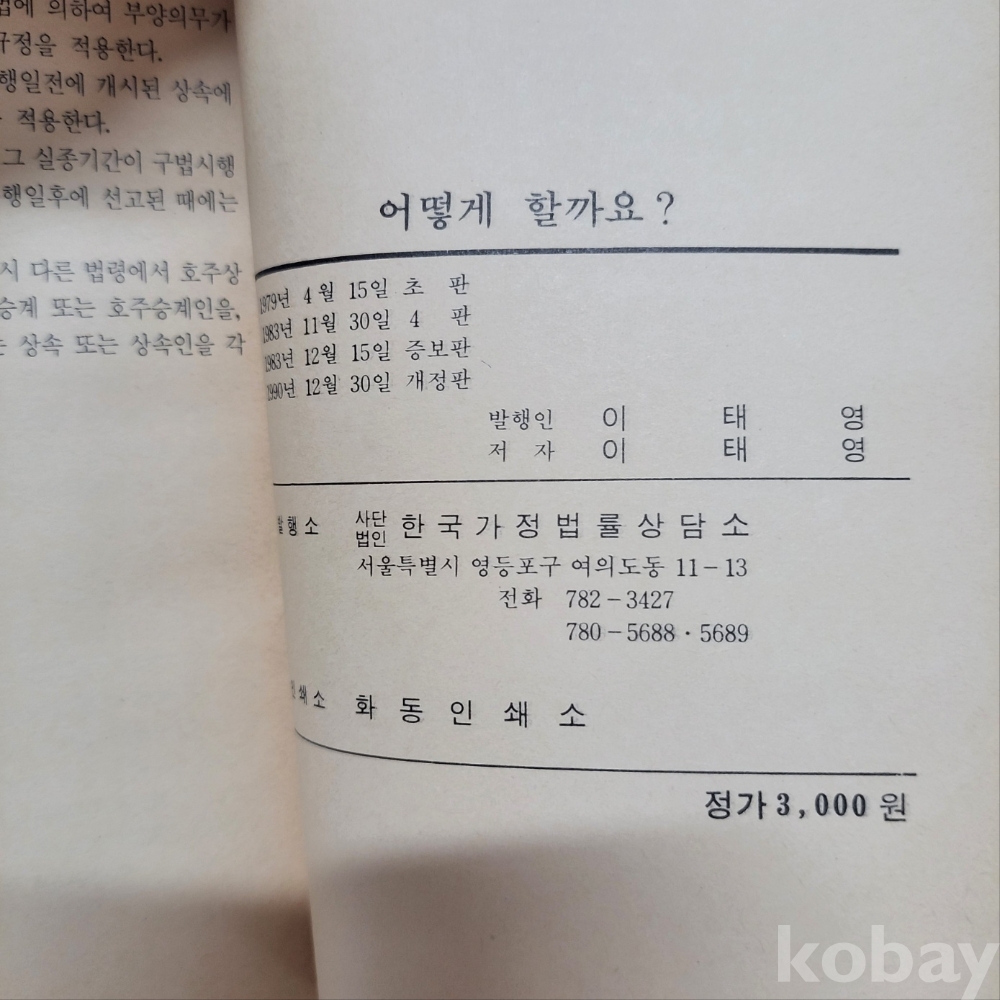 법에 의하여 부양의무가
규정을 적용한다.
행일전에 개시된 상속에
적용한다.
그 실종기간이 구법시행
행일후에 선고된 때에는
시 다른 법령에서 호주상
승계 또는 호주승계인을,
는 상속 또는 상속인을 각
어떻게 할까요?
1979년 4월 15일 초 판
1983년 11월 30일 4 판
1983년 12월 15일 증보판
1990년 12월 30일 개정판
발행인 이 태 영
저 자 이 태 영
발행소 사단법인 한국가정법률상담소
서울특별시 영등포구 여의도동 11-13
전화 782-3427
780-5688·5689
인쇄소 화동인쇄소
정가 3,000원
kobay